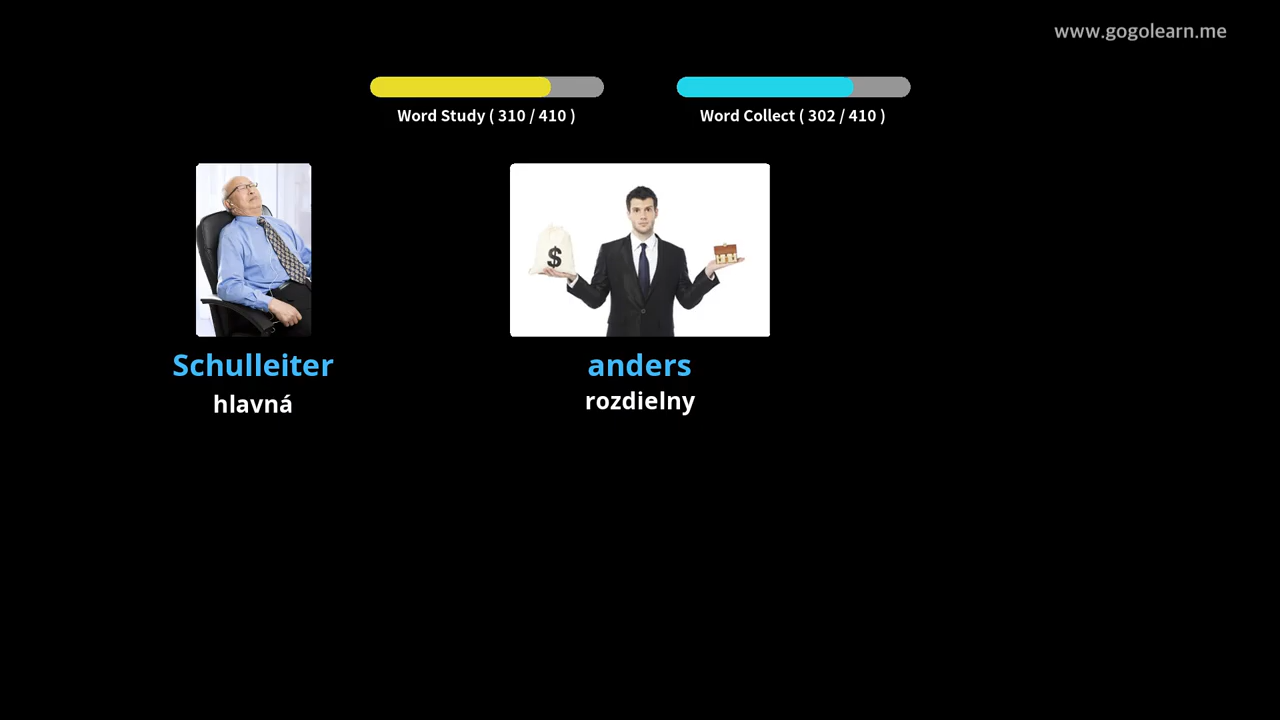 www.gogolearn.me
Word Study ( 310 / 410 )
Word Collect ( 302 / 410 )
$
Schulleiter
anders
hlavná
rozdielny